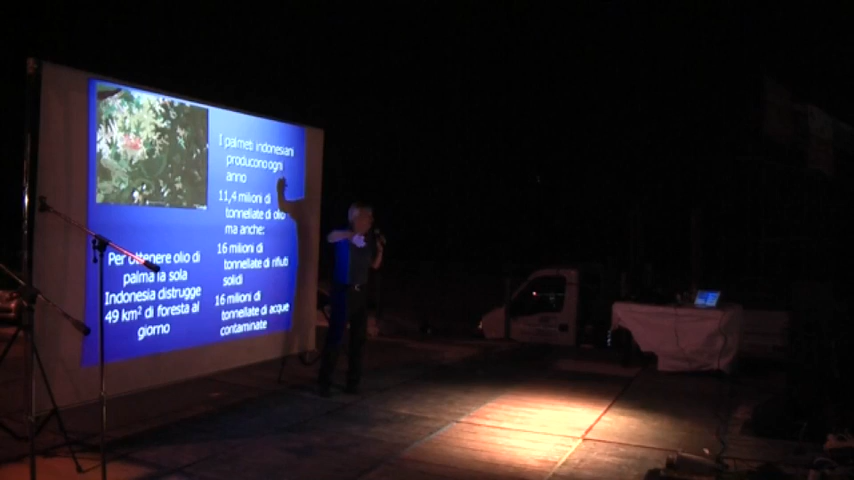 I palmeti indonesiani
producono ogni
anno
11,4 milioni di
tonnellate di olio
ma anche:
16 milioni di
tonnellate di rifiuti
solidi
16 milioni di
tonnellate di acque
contaminate
Per ottenere olio di
palma la sola
Indonesia distrugge
49 km² di foresta al
giorno